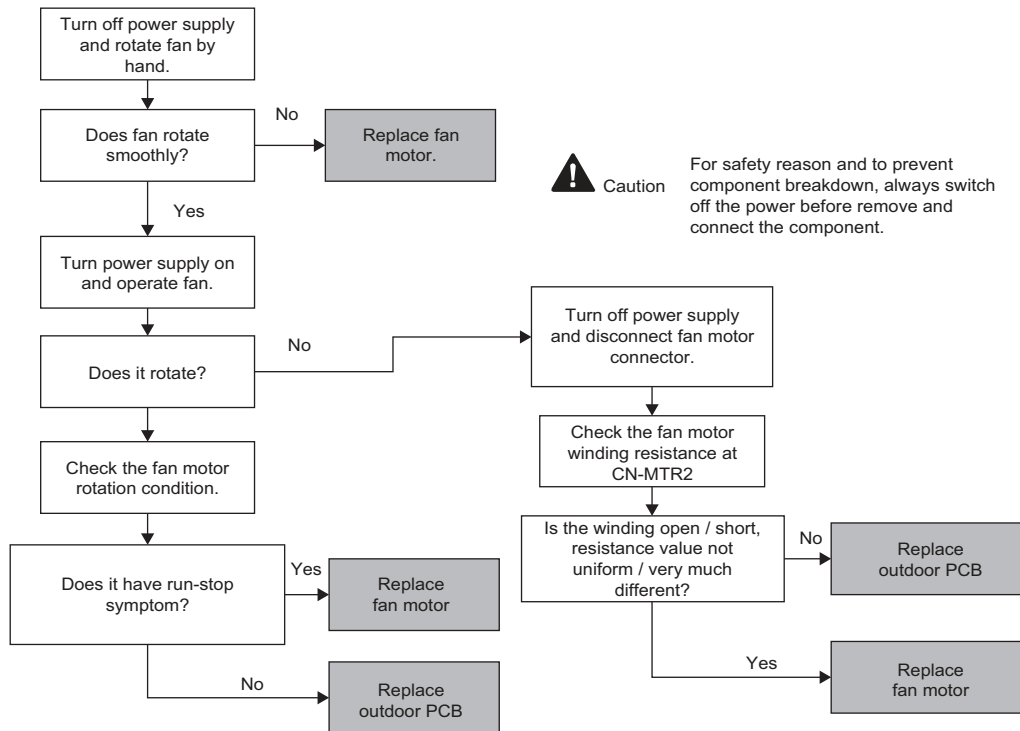 Turn off power supply
and rotate fan by
hand.
Does fan rotate
smoothly?
No
Replace fan
motor.
Caution
For safety reason and to prevent
component breakdown, always switch
off the power before remove and
connect the component.
Yes
Turn power supply on
and operate fan.
Does it rotate?
No
Turn off power supply
and disconnect fan motor
connector.
Check the fan motor
winding resistance at
CN-MTR2
Check the fan motor
rotation condition.
Is the winding open / short,
resistance value not
uniform / very much
different?
No
Replace
outdoor PCB
Does it have run-stop
symptom?
Yes
Replace
fan motor
Yes
Replace
fan motor
No
Replace
outdoor PCB